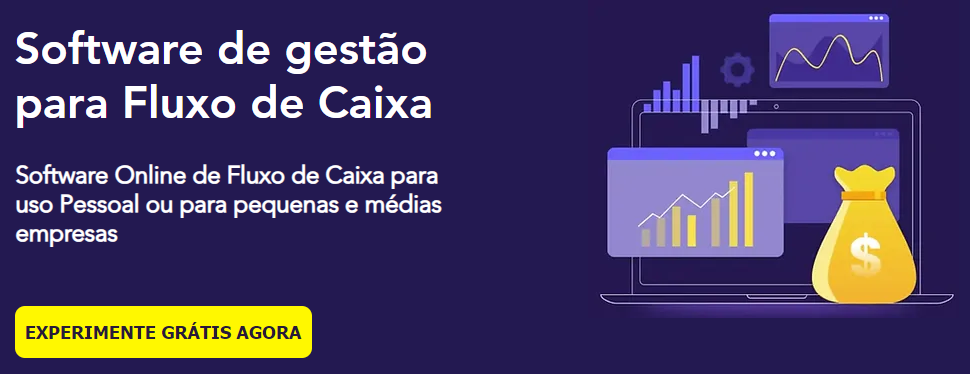 Software de gestão
para Fluxo de Caixa
Software Online de Fluxo de Caixa para
uso Pessoal ou para pequenas e médias
empresas
EXPERIMENTE GRÁTIS AGORA
$